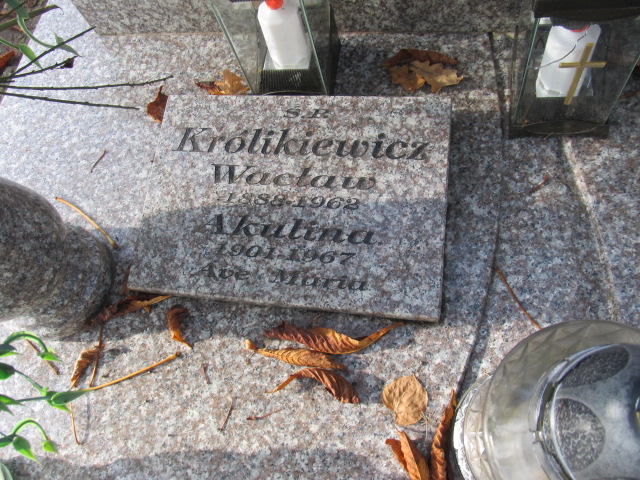 Ś.P.
Królikiewicz
Wacław
1888-1962
Akulina
1901-1967
Ave Maria